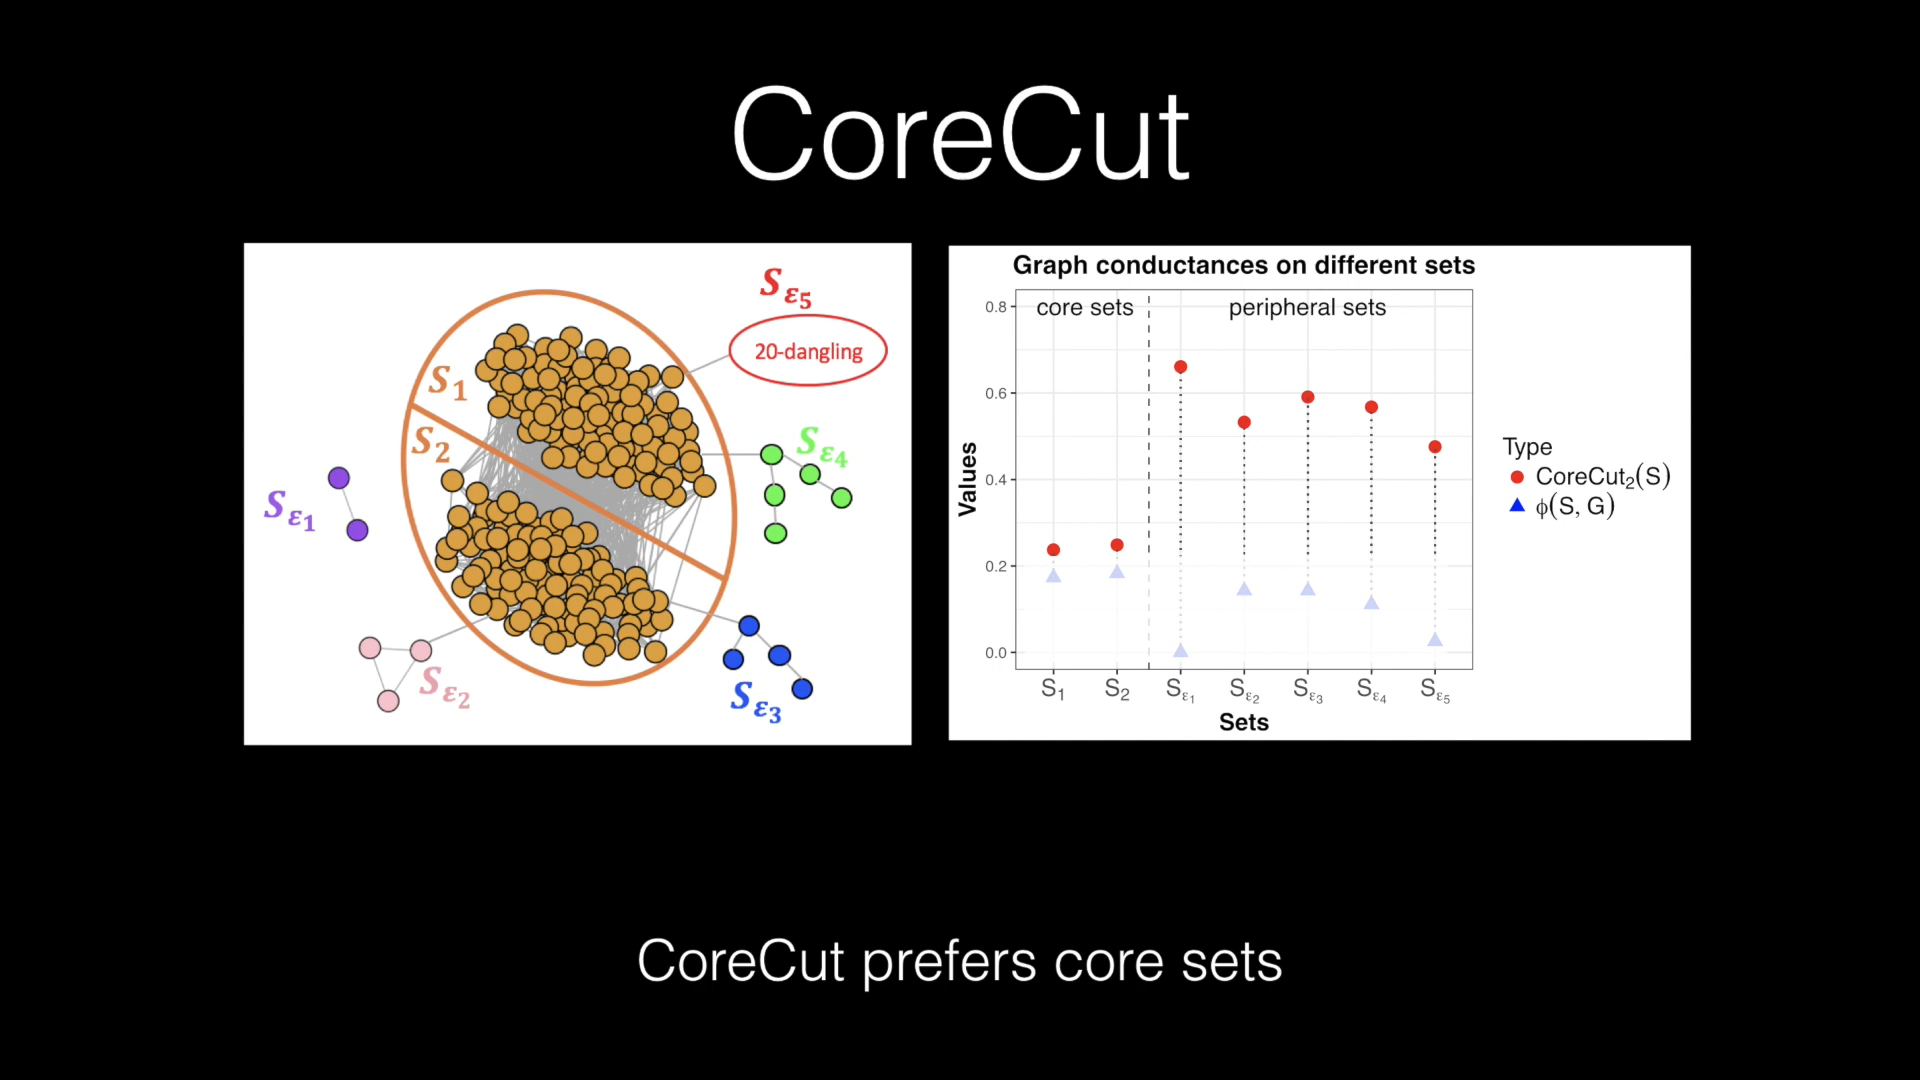 CoreCut
S_ε5
20-dangling
S_1
S_2
S_ε4
S_ε1
S_ε2
S_ε3
Graph conductances on different sets
core sets
peripheral sets
0.8
0.6
0.4
0.2
0.0
Values
S_1 S_2 S_ε1 S_ε2 S_ε3 S_ε4 S_ε5
Sets
Type
CoreCut₂(S)
ϕ(S, G)
CoreCut prefers core sets